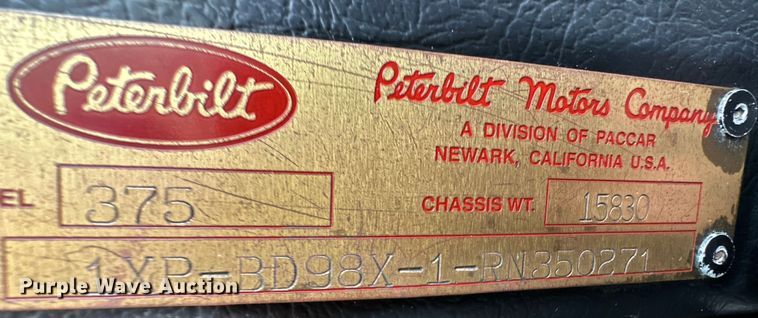 Peterbilt
Peterbilt Motors Company
A DIVISION OF PACCAR
NEWARK, CALIFORNIA U.S.A.
EL 375 CHASSIS WT. 15830
1XP-BD98X-1-RN350271
Purple Wave Auction